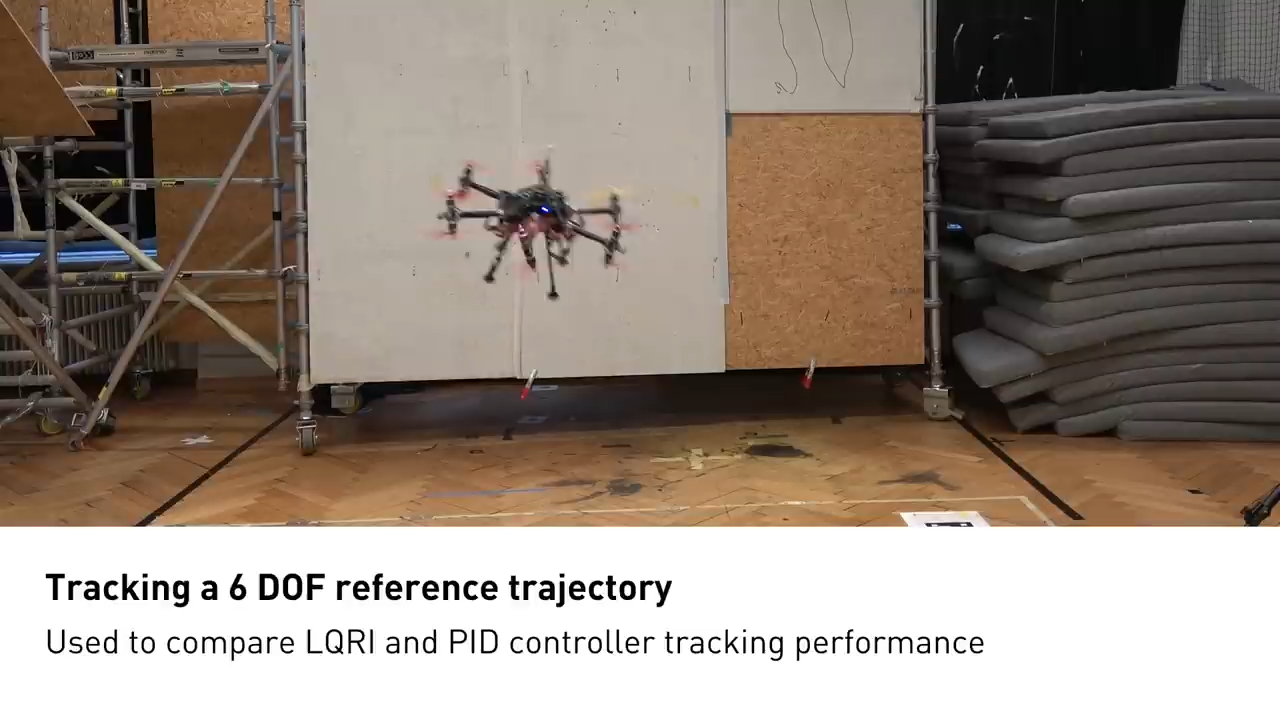 Tracking a 6 DOF reference trajectory
Used to compare LQRI and PID controller tracking performance